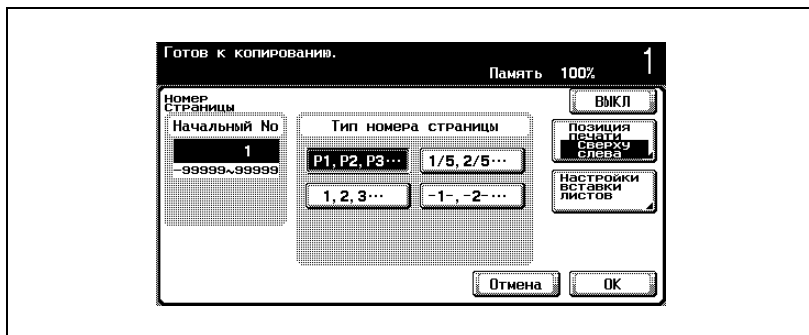 Готов к копированию.
Память 100% 1
Номер
страницы
ВЫКЛ
Начальный No
1
-99999~99999
Тип номера страницы
P1, P2, P3···
1/5, 2/5···
1, 2, 3···
-1-, -2-···
Позиция
печати
Сверху
слева
Настройки
вставки
листов
Отмена
OK